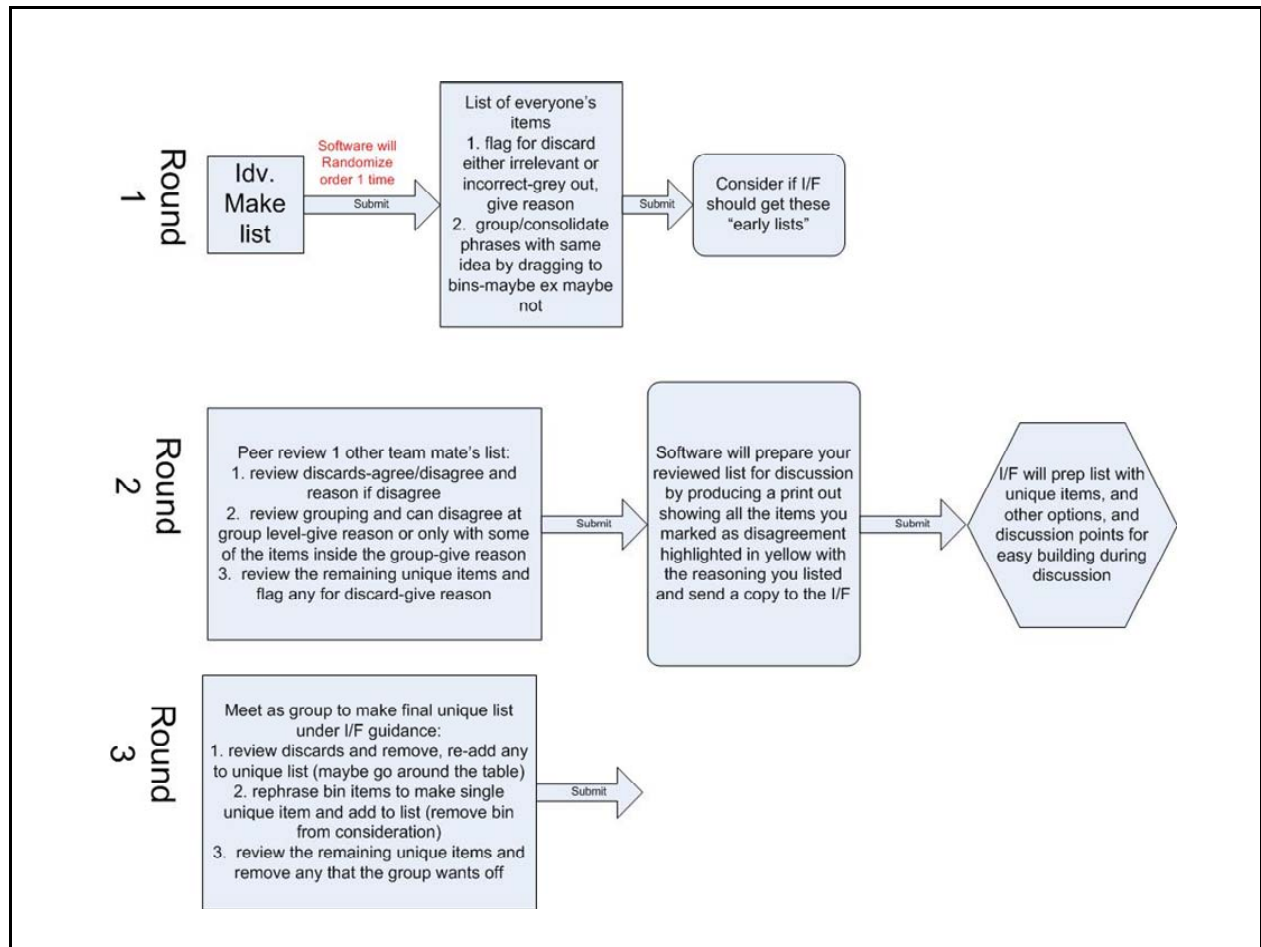 Round
1
Idv.
Make
list
Software will
Randomize
order 1 time
Submit
List of everyone's
items
1. flag for discard
either irrelevant or
incorrect-grey out,
give reason
2. group/consolidate
phrases with same
idea by dragging to
bins-maybe ex maybe
not
Submit
Consider if I/F
should get these
“early lists”
Round
2
Peer review 1 other team mate's list:
1. review discards-agree/disagree and
reason if disagree
2. review grouping and can disagree at
group level-give reason or only with some
of the items inside the group-give reason
3. review the remaining unique items and
flag any for discard-give reason
Submit
Software will prepare your
reviewed list for discussion
by producing a print out
showing all the items you
marked as disagreement
highlighted in yellow with
the reasoning you listed
and send a copy to the I/F
Submit
I/F will prep list with
unique items, and
other options, and
discussion points for
easy building during
discussion
Round
3
Meet as group to make final unique list
under I/F guidance:
1. review discards and remove, re-add any
to unique list (maybe go around the table)
2. rephrase bin items to make single
unique item and add to list (remove bin
from consideration)
3. review the remaining unique items and
remove any that the group wants off
Submit